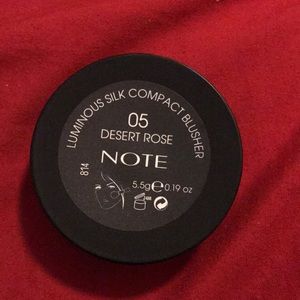 LUMINOUS SILK COMPACT BLUSHER
05
DESERT ROSE
NOTE
814
5.5g e 0.19 oz